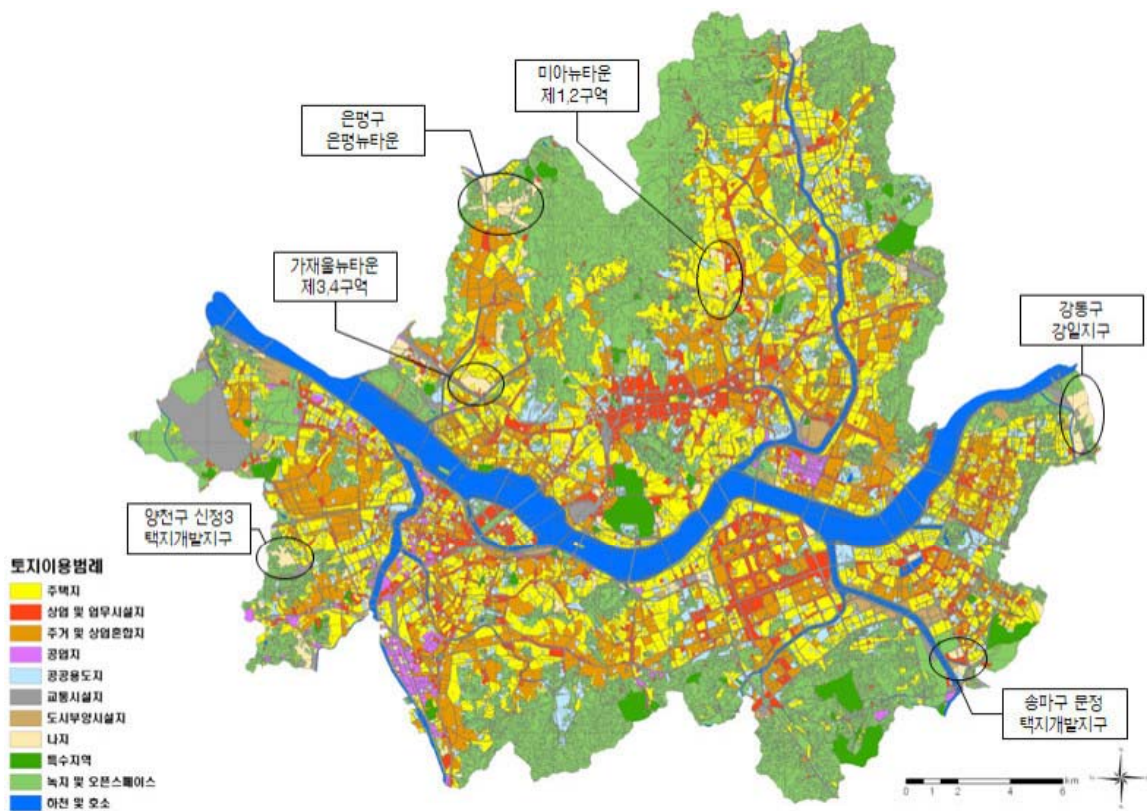 미아뉴타운
제1,2구역
은평구
은평뉴타운
가재울뉴타운
제3,4구역
강동구
강일지구
양천구 신정3
택지개발지구
송파구 문정
택지개발지구
토지이용범례
주택지
상업 및 업무시설지
주거 및 상업혼합지
공업지
공공용도지
교통시설지
도시부양시설지
나지
특수지역
녹지 및 오픈스페이스
하천 및 호소
km
0 1 2 4 6